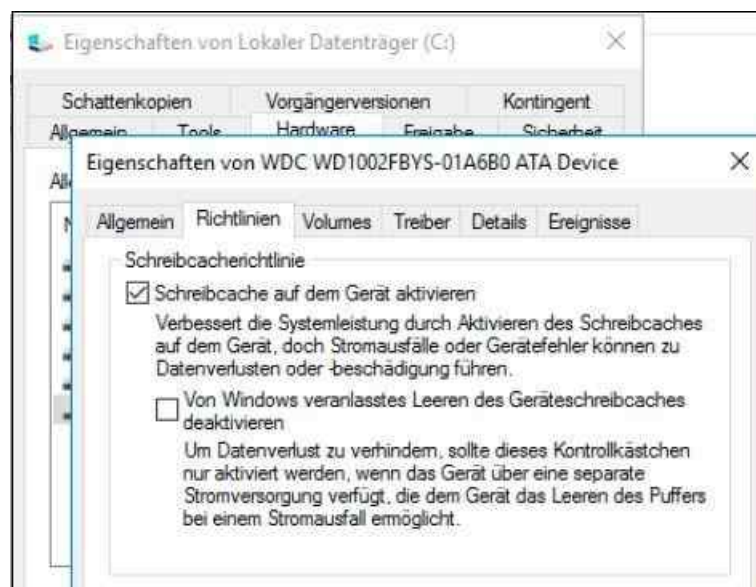 Eigenschaften von Lokaler Datenträger (C:)
Schattenkopien Vorgängerversionen Kontingent
Allgemein Tools Hardware Freigabe Sicherheit
Eigenschaften von WDC WD1002FBYS-01A6B0 ATA Device
All
Allgemein Richtlinien Volumes Treiber Details Ereignisse
Schreibcacherichtlinie
Schreibcache auf dem Gerät aktivieren
Verbessert die Systemleistung durch Aktivieren des Schreibcaches
auf dem Gerät, doch Stromausfälle oder Gerätefehler können zu
Datenverlusten oder -beschädigung führen.
Von Windows veranlasstes Leeren des Geräteschreibcaches
deaktivieren
Um Datenverlust zu verhindern, sollte dieses Kontrollkästchen
nur aktiviert werden, wenn das Gerät über eine separate
Stromversorgung verfügt, die dem Gerät das Leeren des Puffers
bei einem Stromausfall ermöglicht.